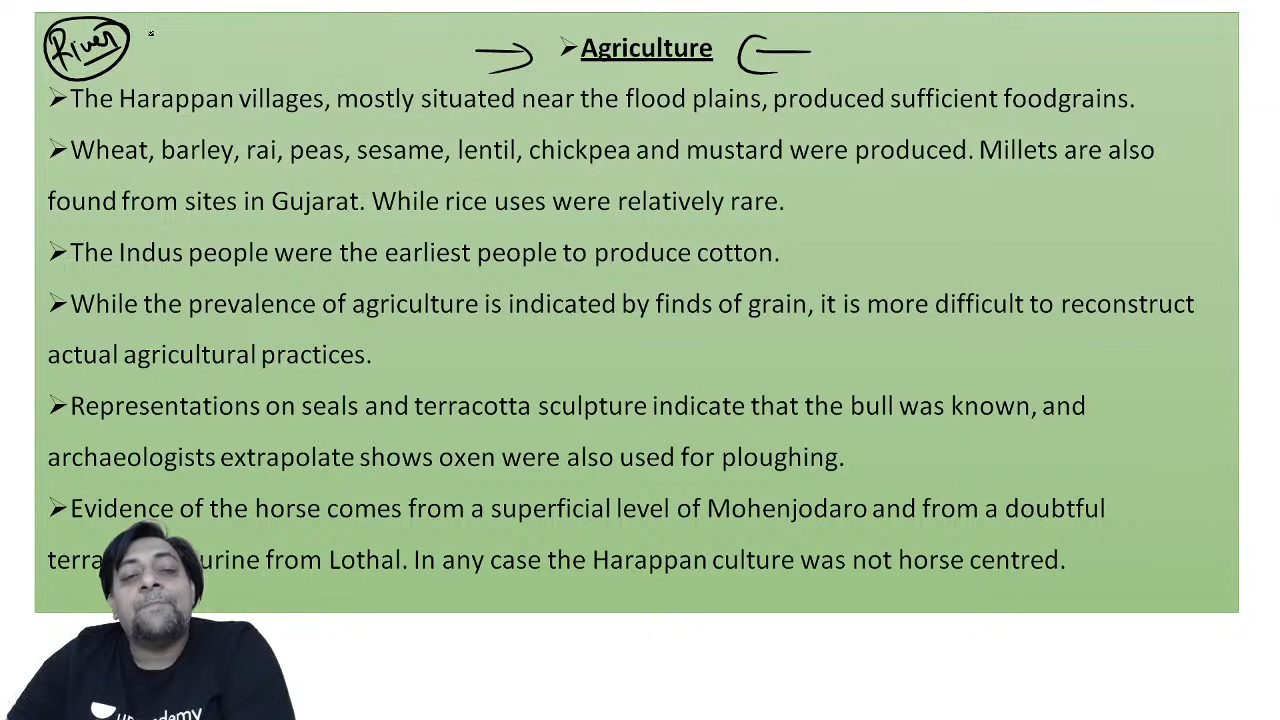 River
➢Agriculture
➢The Harappan villages, mostly situated near the flood plains, produced sufficient foodgrains.
➢Wheat, barley, rai, peas, sesame, lentil, chickpea and mustard were produced. Millets are also
found from sites in Gujarat. While rice uses were relatively rare.
➢The Indus people were the earliest people to produce cotton.
➢While the prevalence of agriculture is indicated by finds of grain, it is more difficult to reconstruct
actual agricultural practices.
➢Representations on seals and terracotta sculpture indicate that the bull was known, and
archaeologists extrapolate shows oxen were also used for ploughing.
➢Evidence of the horse comes from a superficial level of Mohenjodaro and from a doubtful
from Lothal. In any case the Harappan culture was not horse centred.